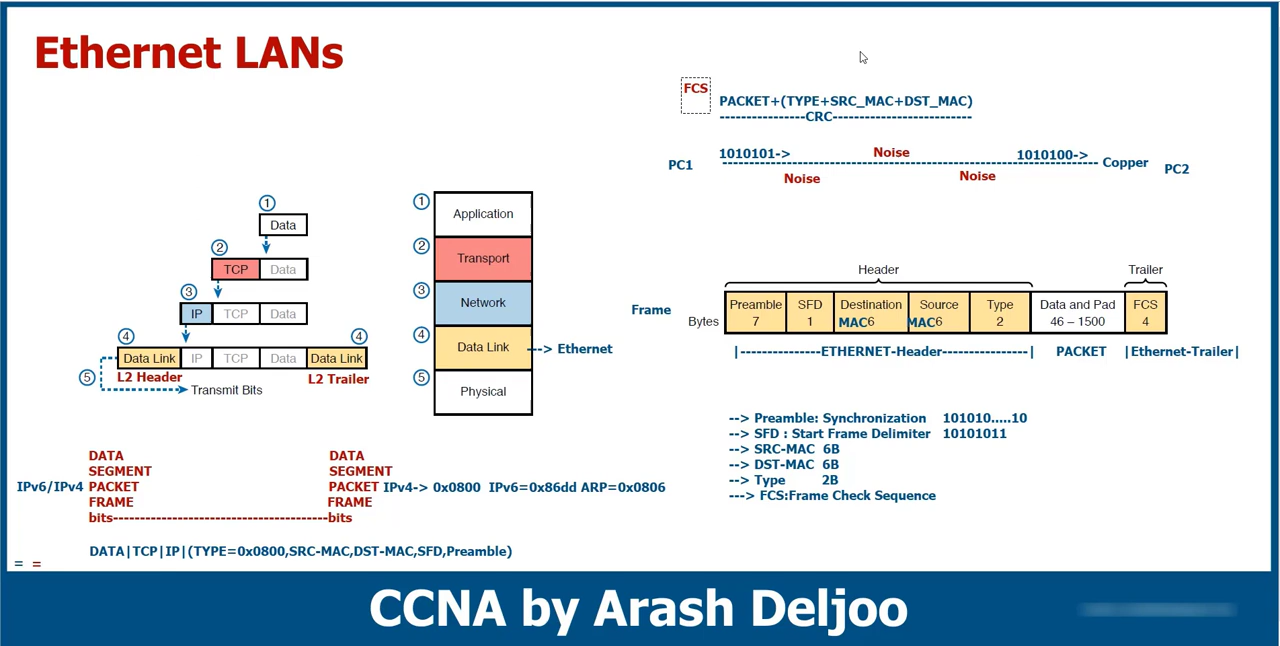 Ethernet LANs
FCS
PACKET+(TYPE+SRC_MAC+DST_MAC)
----------------CRC-----------------------
PC1
1010101->
Noise
Noise
Noise
1010100->
Copper
PC2
1
Data
2
TCP Data
3
IP TCP Data
4
4
Data Link IP TCP Data Data Link
L2 Header
L2 Trailer
5
Transmit Bits
1
Application
2
Transport
3
Network
4
Data Link
---> Ethernet
5
Physical
Header
Trailer
Frame
Bytes
Preamble
7
SFD
1
Destination
MAC6
Source
MAC6
Type
2
Data and Pad
46 – 1500
FCS
4
|---------------ETHERNET-Header----------------|
PACKET
|Ethernet-Trailer|
--> Preamble: Synchronization 101010.....10
--> SFD : Start Frame Delimiter 10101011
--> SRC-MAC 6B
--> DST-MAC 6B
--> Type 2B
---> FCS:Frame Check Sequence
DATA DATA
SEGMENT SEGMENT
IPv6/IPv4 PACKET PACKET IPv4-> 0x0800 IPv6=0x86dd ARP=0x0806
FRAME FRAME
bits--------------------------------------bits
DATA|TCP|IP|(TYPE=0x0800,SRC-MAC,DST-MAC,SFD,Preamble)
= =
CCNA by Arash Deljoo